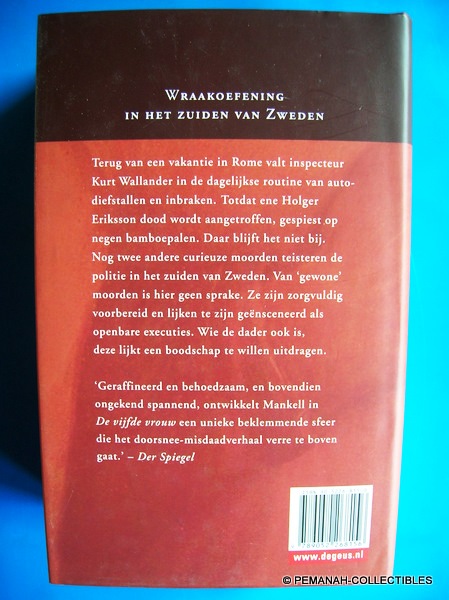 WRAAKOEFENING
IN HET ZUIDEN VAN ZWEDEN
Terug van een vakantie in Rome valt inspecteur
Kurt Wallander in de dagelijkse routine van auto-
diefstallen en inbraken. Totdat ene Holger
Eriksson dood wordt aangetroffen, gespiest op
negen bamboepalen. Daar blijft het niet bij.
Nog twee andere curieuze moorden teisteren de
politie in het zuiden van Zweden. Van ‘gewone’
moorden is hier geen sprake. Ze zijn zorgvuldig
voorbereid en lijken te zijn geënsceneerd als
openbare executies. Wie de dader ook is,
deze lijkt een boodschap te willen uitdragen.
‘Geraffineerd en behoedzaam, en bovendien
ongekend spannend, ontwikkelt Mankell in
De vijfde vrouw een unieke beklemmende sfeer
die het doorsnee-misdaadverhaal verre te boven
gaat.’ – Der Spiegel
www.degeus.nl
© PEMANAH-COLLECTIBLES